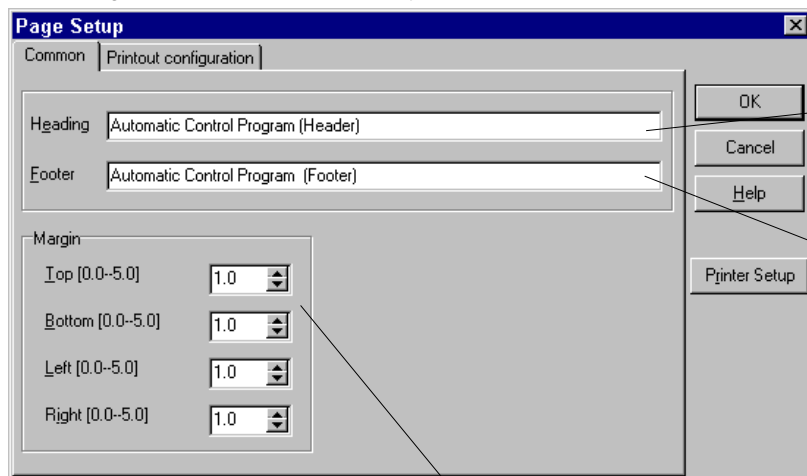 Page Setup
Common
Printout configuration
Heading
Automatic Control Program (Header)
Footer
Automatic Control Program (Footer)
OK
Cancel
Help
Printer Setup
Margin
Top [0.0--5.0]
1.0
Bottom [0.0--5.0]
1.0
Left [0.0--5.0]
1.0
Right [0.0--5.0]
1.0